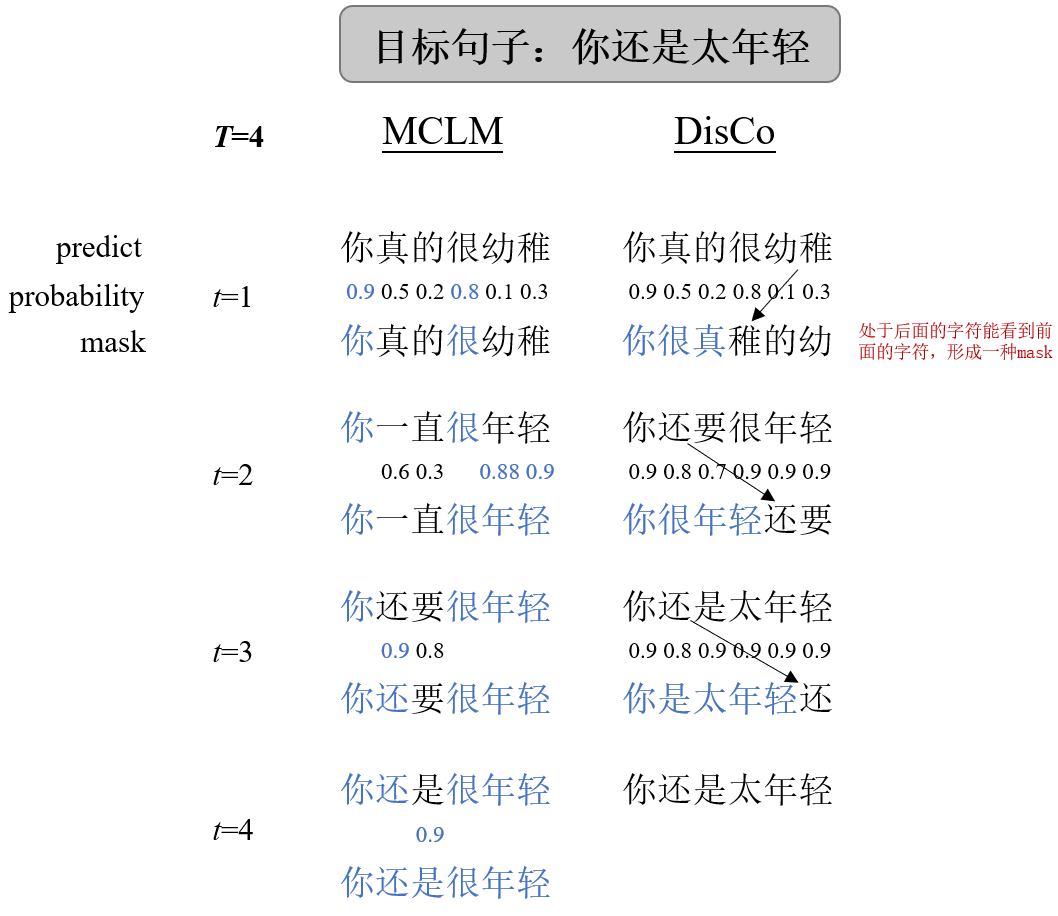 目标句子：你还是太年轻
T=4 MCLM DisCo
predict 你真的很幼稚 你真的很幼稚
probability t=1 0.9 0.5 0.2 0.8 0.1 0.3 0.9 0.5 0.2 0.8 0.1 0.3
mask 你真的很幼稚 你很真稚的幼
处于后面的字符能看到前
面的字符，形成一种mask
你一直很年轻 你还要很年轻
t=2 0.6 0.3 0.88 0.9 0.9 0.8 0.7 0.9 0.9 0.9
你一直很年轻 你很年轻还要
你还要很年轻 你还是太年轻
t=3 0.9 0.8 0.9 0.8 0.9 0.9 0.9 0.9
你还要很年轻 你是太年轻还
你还是很年轻 你还是太年轻
t=4 0.9
你还是很年轻